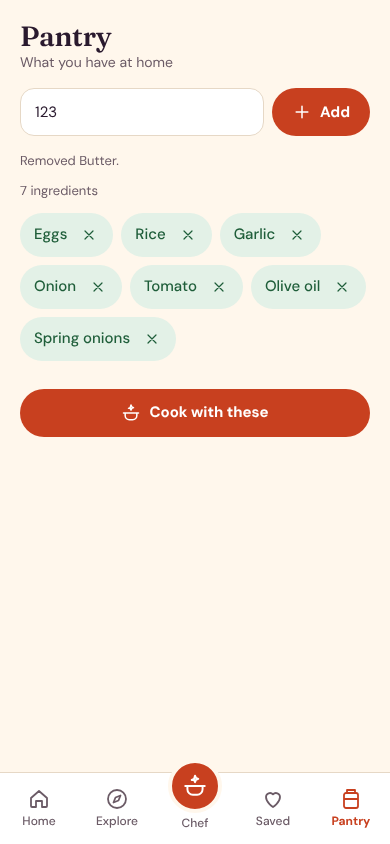 Pantry
What you have at home
123
Add
Removed Butter.
7 ingredients
Eggs Rice Garlic
Onion Tomato Olive oil
Spring onions
Cook with these
Home Explore Chef Saved Pantry